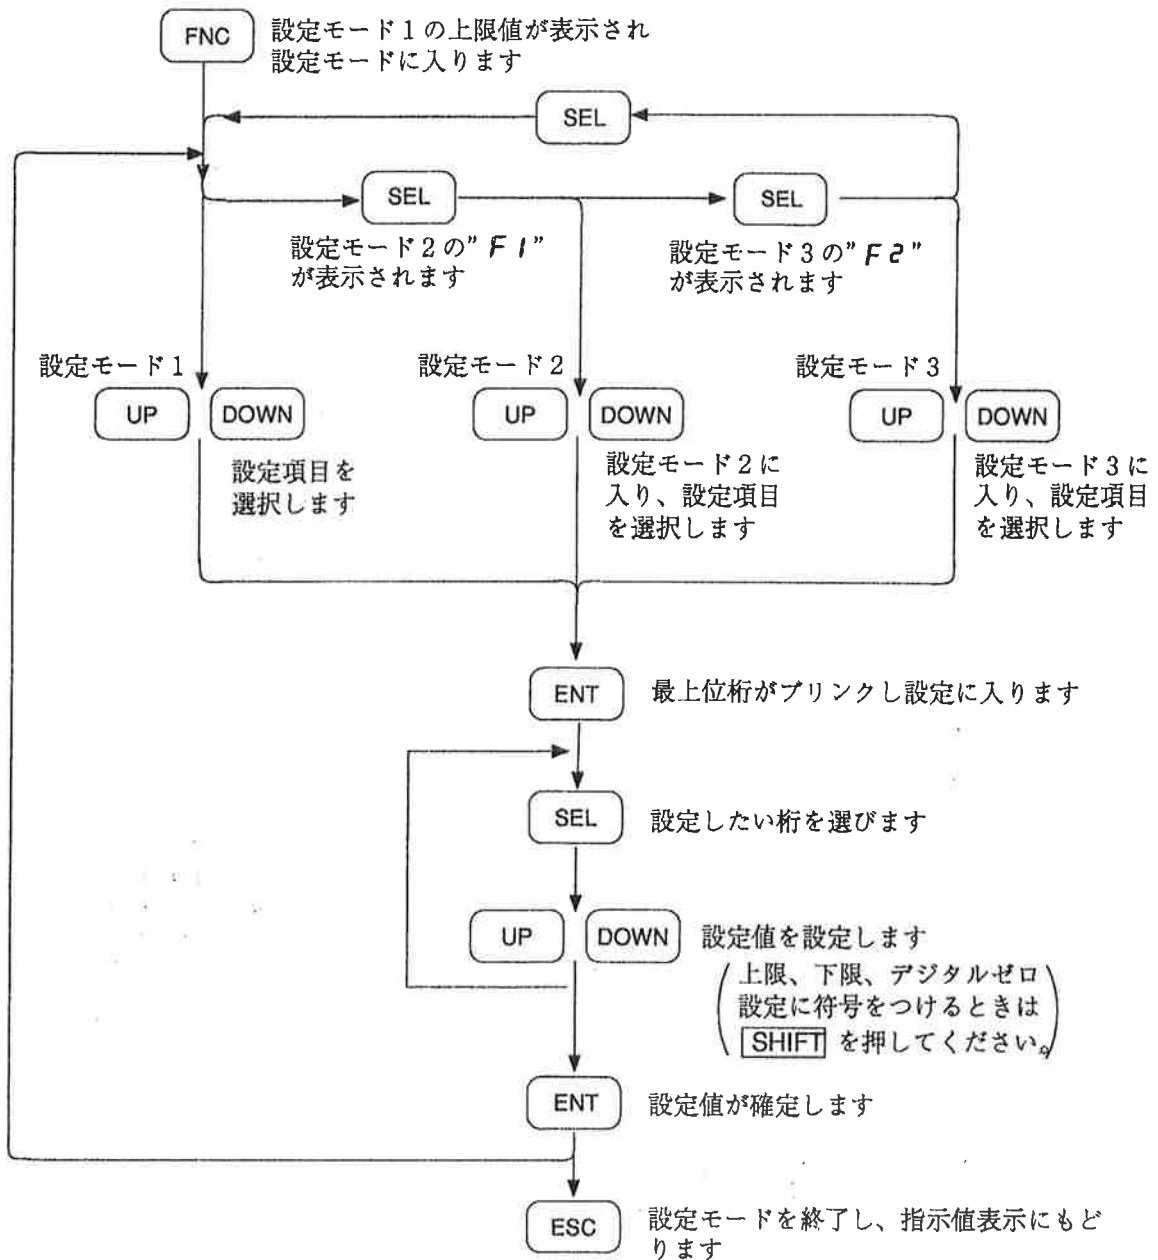 FNC
設定モード1の上限値が表示され
設定モードに入ります
SEL
SEL
設定モード2の"F1"
が表示されます
SEL
設定モード3の"F2"
が表示されます
設定モード1
UP DOWN
設定項目を
選択します
設定モード2
UP DOWN
設定モード2に
入り、設定項目
を選択します
設定モード3
UP DOWN
設定モード3に
入り、設定項目
を選択します
ENT
最上位桁がブリンクし設定に入ります
SEL
設定したい桁を選びます
UP DOWN
設定値を設定します
(上限、下限、デジタルゼロ
設定に符号をつけるときは
SHIFT を押してください。)
ENT
設定値が確定します
ESC
設定モードを終了し、指示値表示にもど
ります